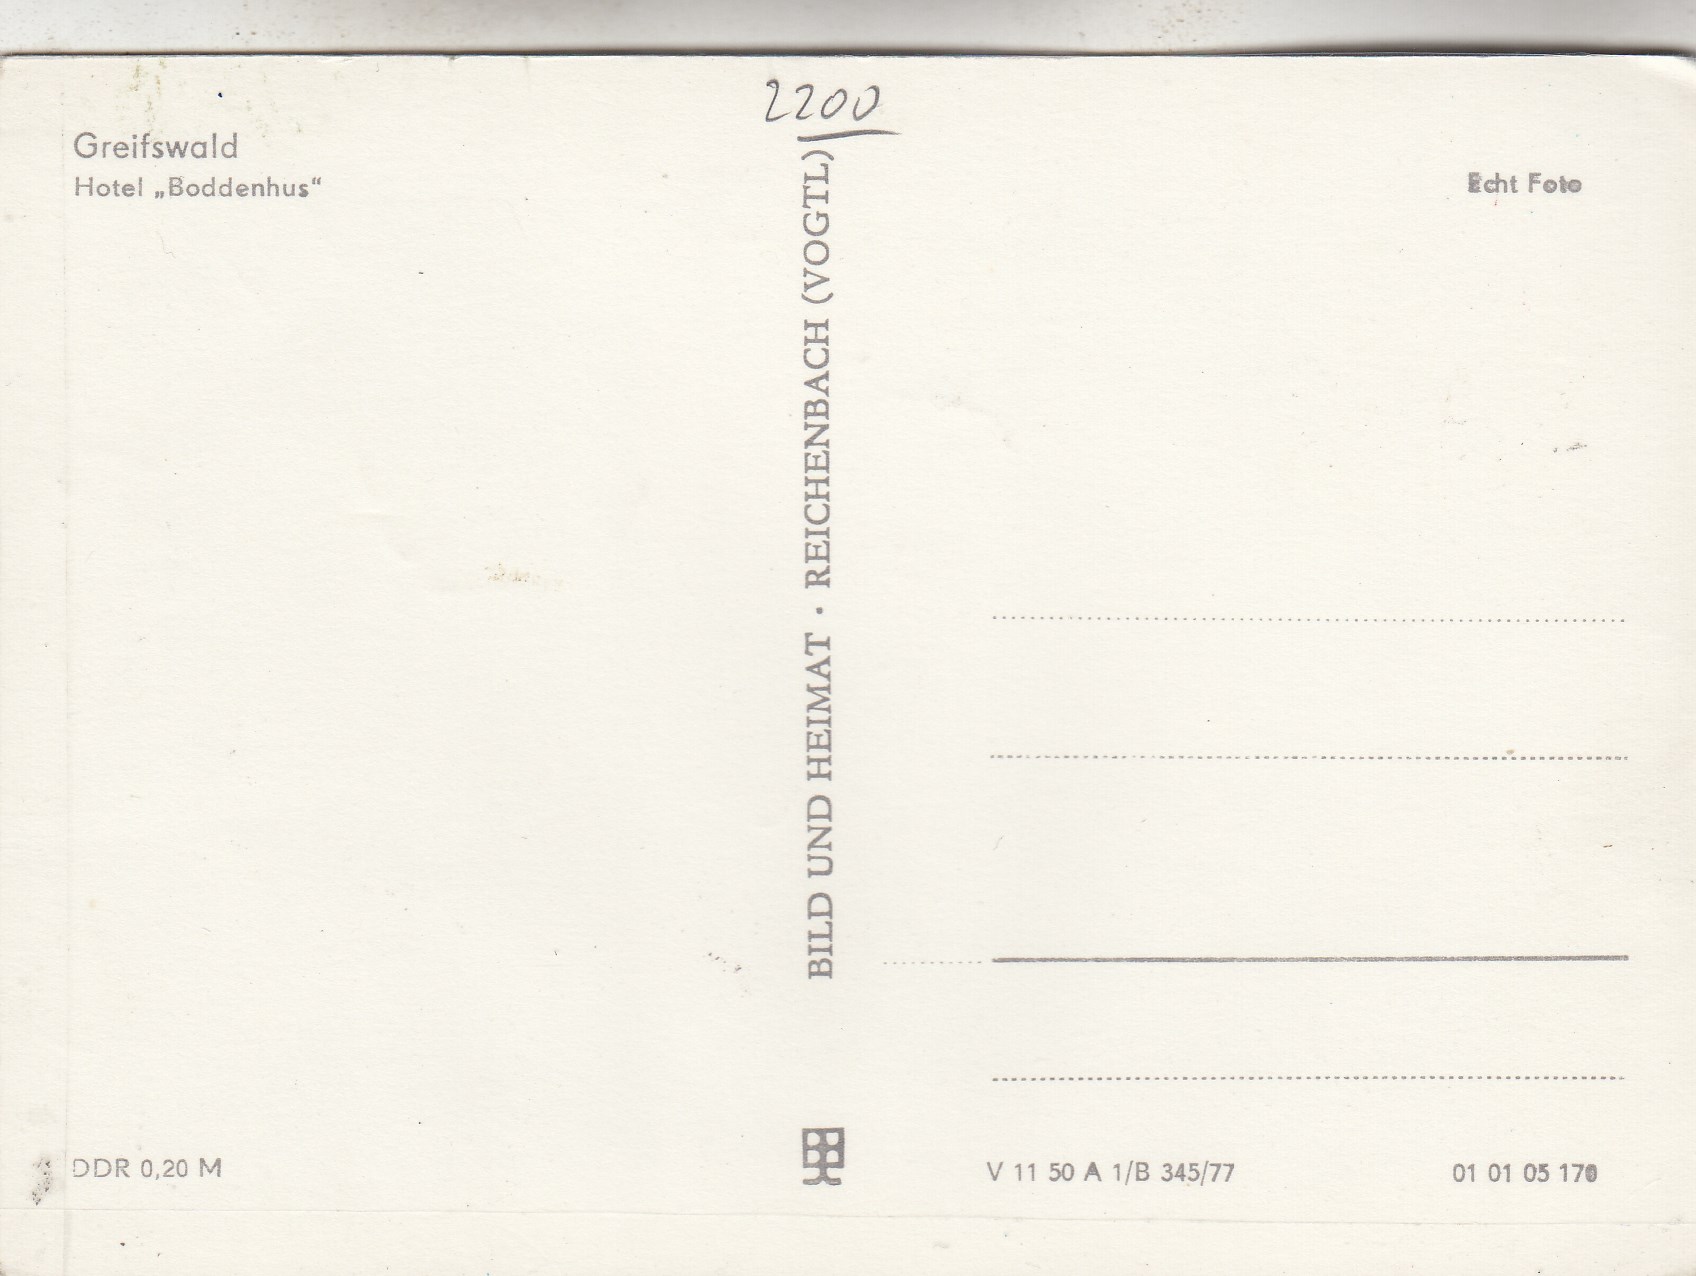 2200
Greifswald
Hotel „Boddenhus“
Echt Foto
BILD UND HEIMAT · REICHENBACH (VOGTL)
DDR 0,20 M
V 11 50 A 1/B 345/77
01 01 05 170